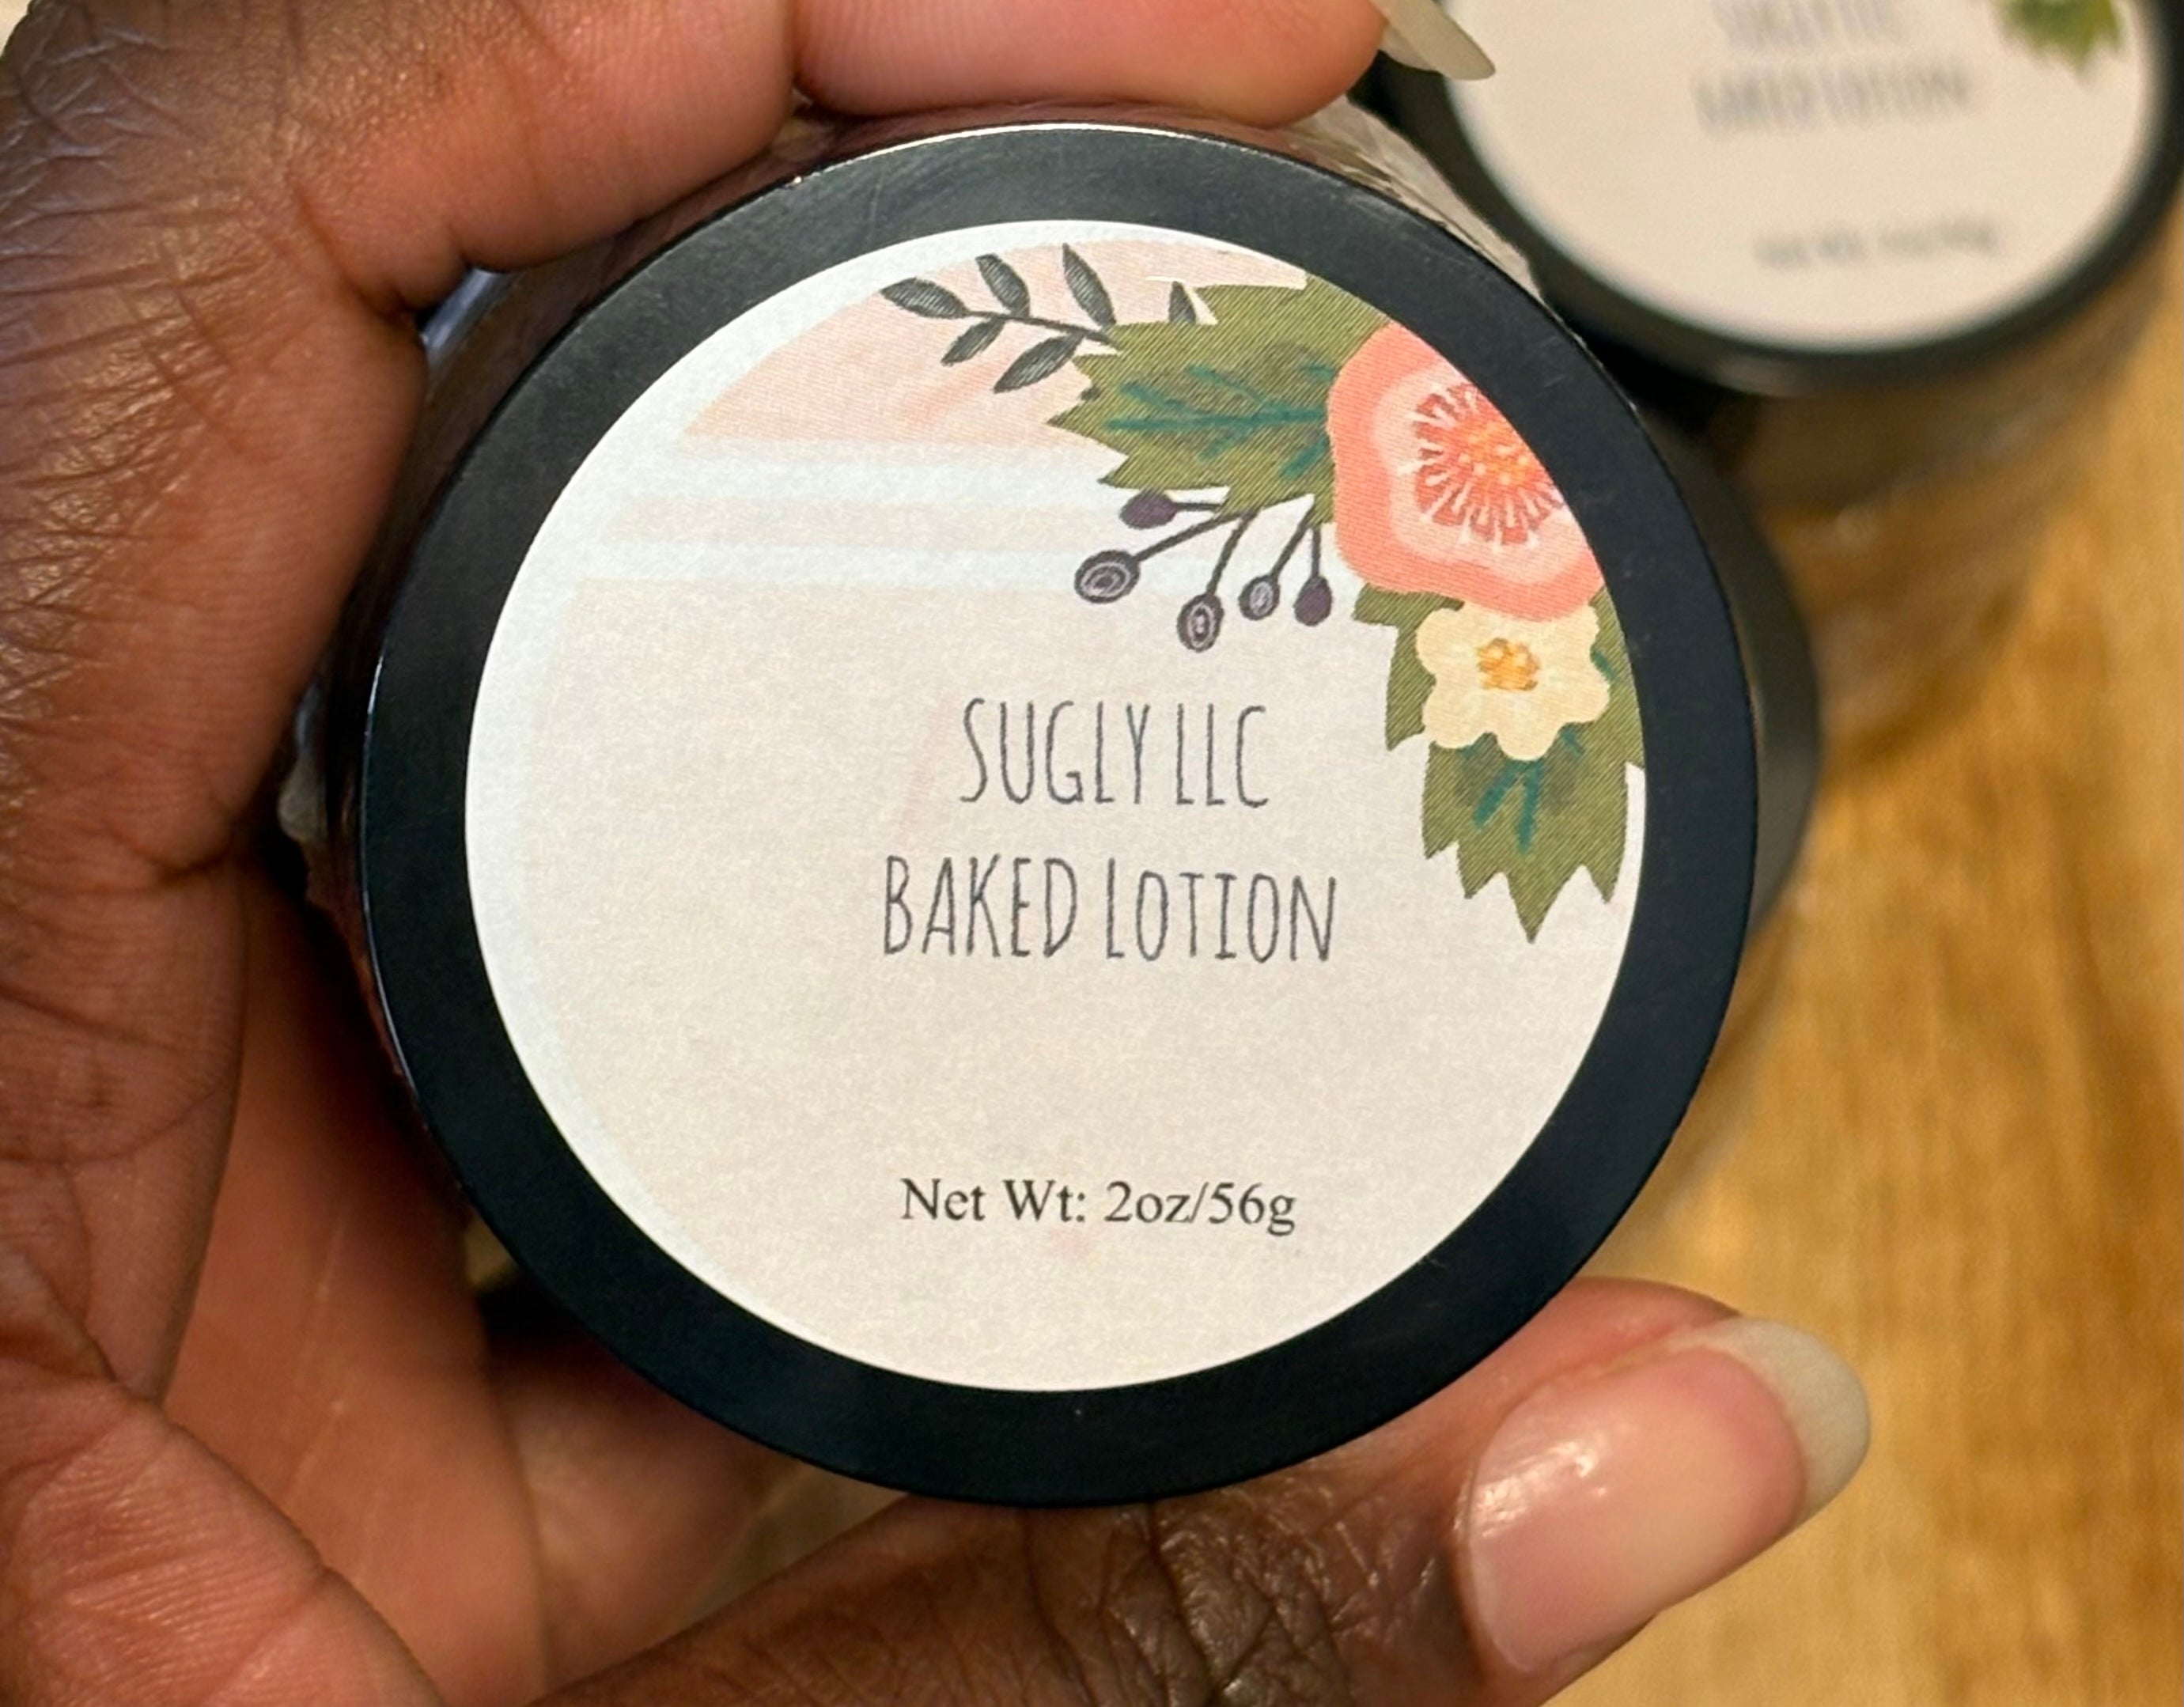 SUGLY LLC
BAKED LOTION
Net Wt: 2oz/56g